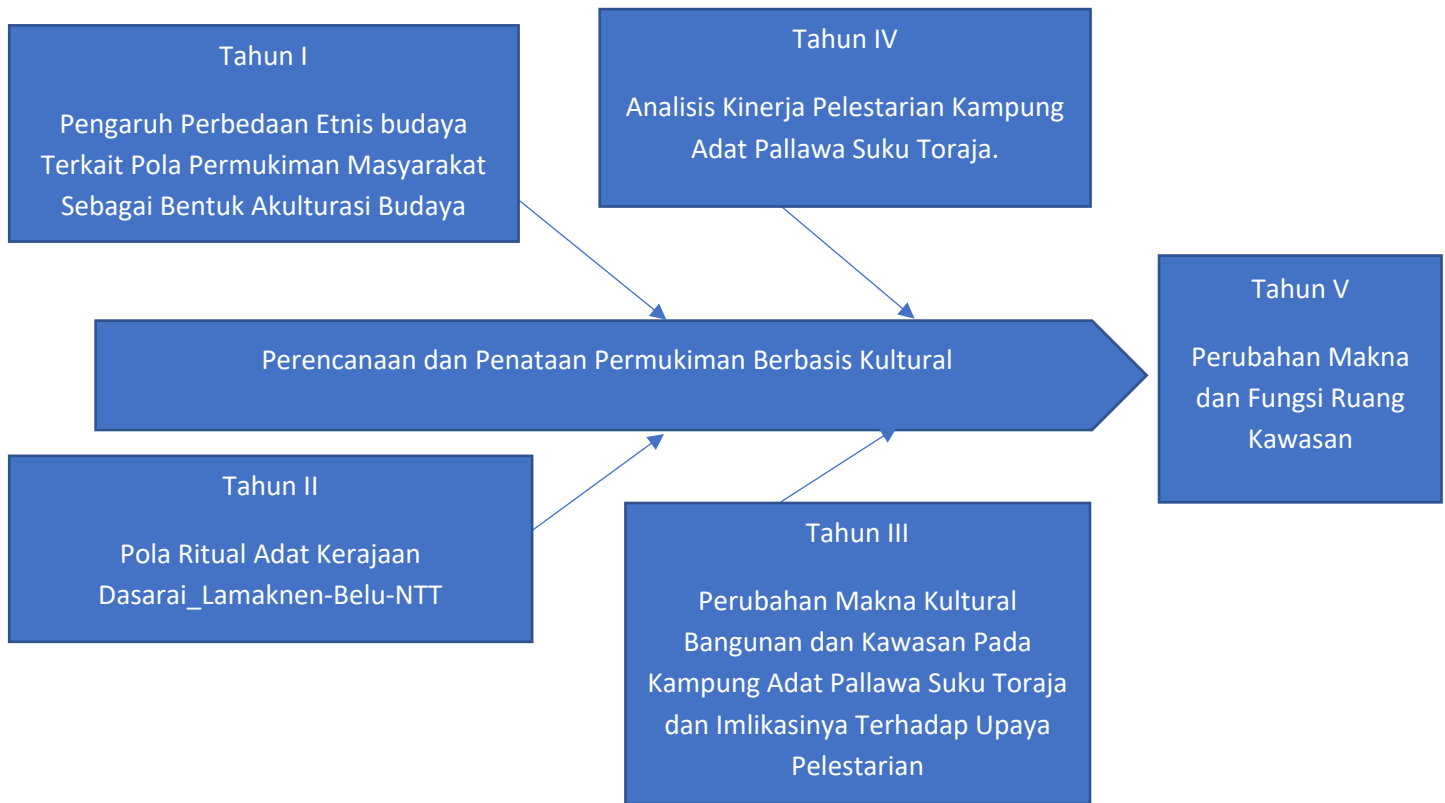 Tahun I
Pengaruh Perbedaan Etnis budaya
Terkait Pola Permukiman Masyarakat
Sebagai Bentuk Akulturasi Budaya
Tahun IV
Analisis Kinerja Pelestarian Kampung
Adat Pallawa Suku Toraja.
Perencanaan dan Penataan Permukiman Berbasis Kultural
Tahun V
Perubahan Makna
dan Fungsi Ruang
Kawasan
Tahun II
Pola Ritual Adat Kerajaan
Dasarai_Lamaknen-Belu-NTT
Tahun III
Perubahan Makna Kultural
Bangunan dan Kawasan Pada
Kampung Adat Pallawa Suku Toraja
dan Imlikasinya Terhadap Upaya
Pelestarian